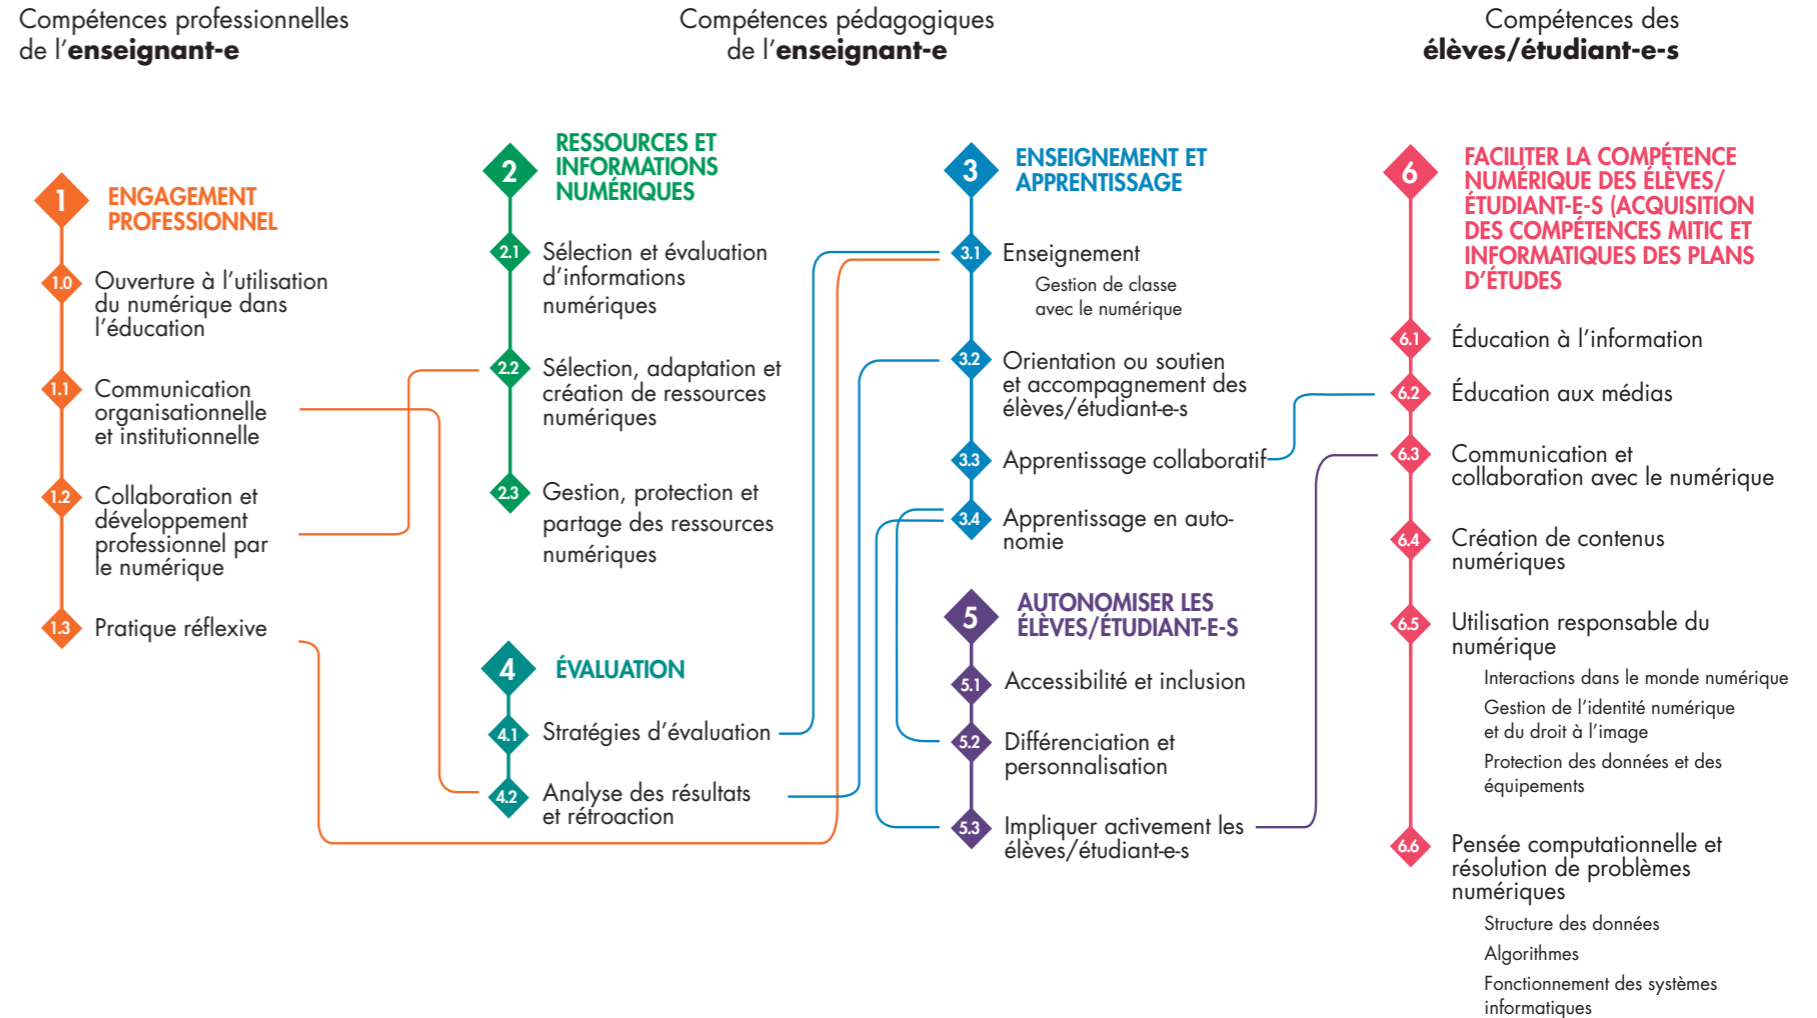 Compétences professionnelles
de l’enseignant-e
Compétences pédagogiques
de l’enseignant-e
Compétences des
élèves/étudiant-e-s
1
ENGAGEMENT
PROFESSIONNEL
1.0
Ouverture à l’utilisation
du numérique dans
l’éducation
1.1
Communication
organisationnelle
et institutionnelle
1.2
Collaboration et
développement
professionnel par
le numérique
1.3
Pratique réflexive
2
RESSOURCES ET
INFORMATIONS
NUMÉRIQUES
2.1
Sélection et évaluation
d’informations
numériques
2.2
Sélection, adaptation et
création de ressources
numériques
2.3
Gestion, protection et
partage des ressources
numériques
4
ÉVALUATION
4.1
Stratégies d’évaluation
4.2
Analyse des résultats
et rétroaction
3
ENSEIGNEMENT ET
APPRENTISSAGE
3.1
Enseignement
Gestion de classe
avec le numérique
3.2
Orientation ou soutien
et accompagnement des
élèves/étudiant-e-s
3.3
Apprentissage collaboratif
3.4
Apprentissage en auto-
nomie
5
AUTONOMISER LES
ÉLÈVES/ÉTUDIANT-E-S
5.1
Accessibilité et inclusion
5.2
Différenciation et
personnalisation
5.3
Impliquer activement les
élèves/étudiant-e-s
6
FACILITER LA COMPÉTENCE
NUMÉRIQUE DES ÉLÈVES/
ÉTUDIANT-E-S (ACQUISITION
DES COMPÉTENCES MITIC ET
INFORMATIQUES DES PLANS
D’ÉTUDES
6.1
Éducation à l’information
6.2
Éducation aux médias
6.3
Communication et
collaboration avec le numérique
6.4
Création de contenus
numériques
6.5
Utilisation responsable du
numérique
Interactions dans le monde numérique
Gestion de l’identité numérique
et du droit à l’image
Protection des données et des
équipements
6.6
Pensée computationnelle et
résolution de problèmes
numériques
Structure des données
Algorithmes
Fonctionnement des systèmes
informatiques